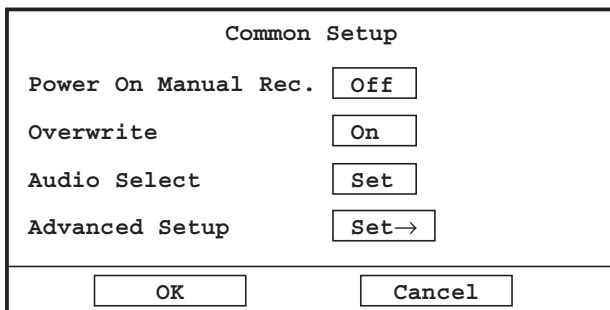 Common Setup
Power On Manual Rec. Off
Overwrite On
Audio Select Set
Advanced Setup Set→
OK Cancel